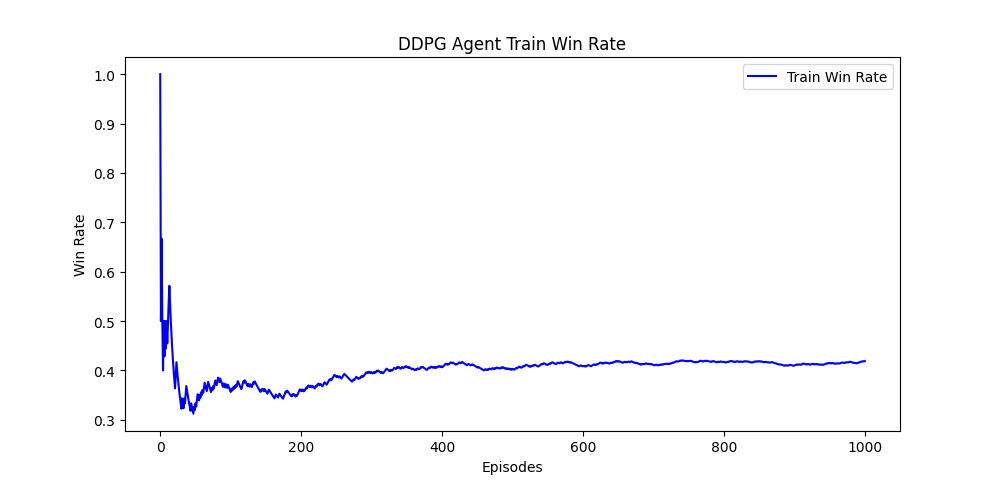 DDPG Agent Train Win Rate
Train Win Rate
1.0
0.9
0.8
0.7
0.6
0.5
0.4
0.3
Win Rate
0 200 400 600 800 1000
Episodes